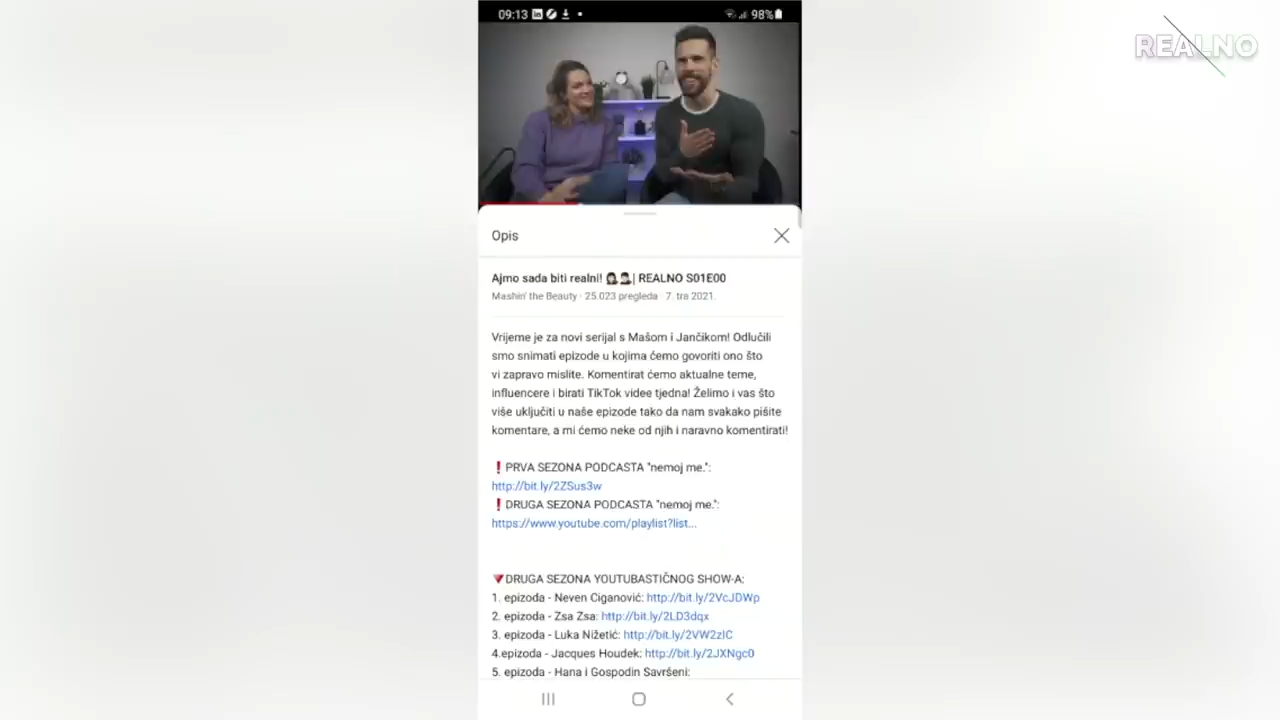 09:13
98%
REALNO
Opis
Ajmo sada biti realni! 👩🏻👨🏻| REALNO S01E00
Mashin' the Beauty · 25.023 pregleda · 7. tra 2021.
Vrijeme je za novi serijal s Mašom i Jančikom! Odlučili
smo snimati epizode u kojima ćemo govoriti ono što
vi zapravo mislite. Komentirat ćemo aktualne teme,
influencere i birati TikTok videe tjedna! Želimo i vas što
više uključiti u naše epizode tako da nam svakako pišite
komentare, a mi ćemo neke od njih i naravno komentirati!
❗PRVA SEZONA PODCASTA "nemoj me.":
http://bit.ly/2ZSus3w
❗DRUGA SEZONA PODCASTA "nemoj me.":
https://www.youtube.com/playlist?list...
🔻DRUGA SEZONA YOUTUBASTIČNOG SHOW-A:
1. epizoda - Neven Ciganović: http://bit.ly/2VcJDWp
2. epizoda - Zsa Zsa: http://bit.ly/2LD3dqx
3. epizoda - Luka Nižetić: http://bit.ly/2VW2zIC
4.epizoda - Jacques Houdek: http://bit.ly/2JXNgc0
5. epizoda - Hana i Gospodin Savršeni: